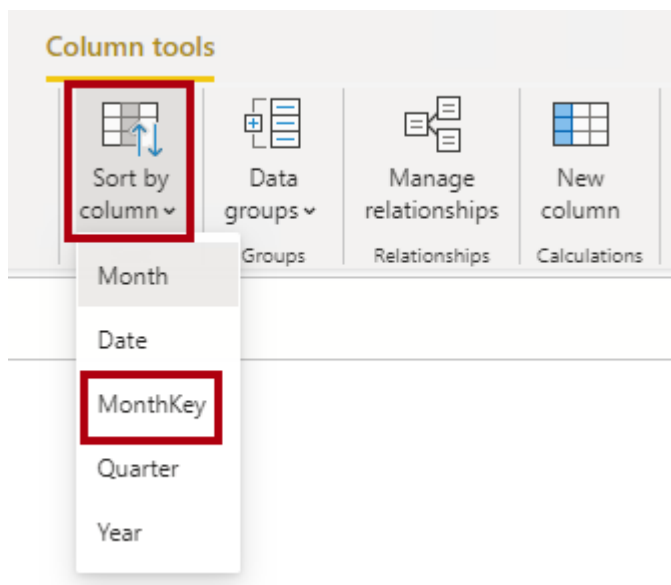 Column tools
Sort by
column
Data
groups
Manage
relationships
New
column
Groups
Relationships
Calculations
Month
Date
MonthKey
Quarter
Year